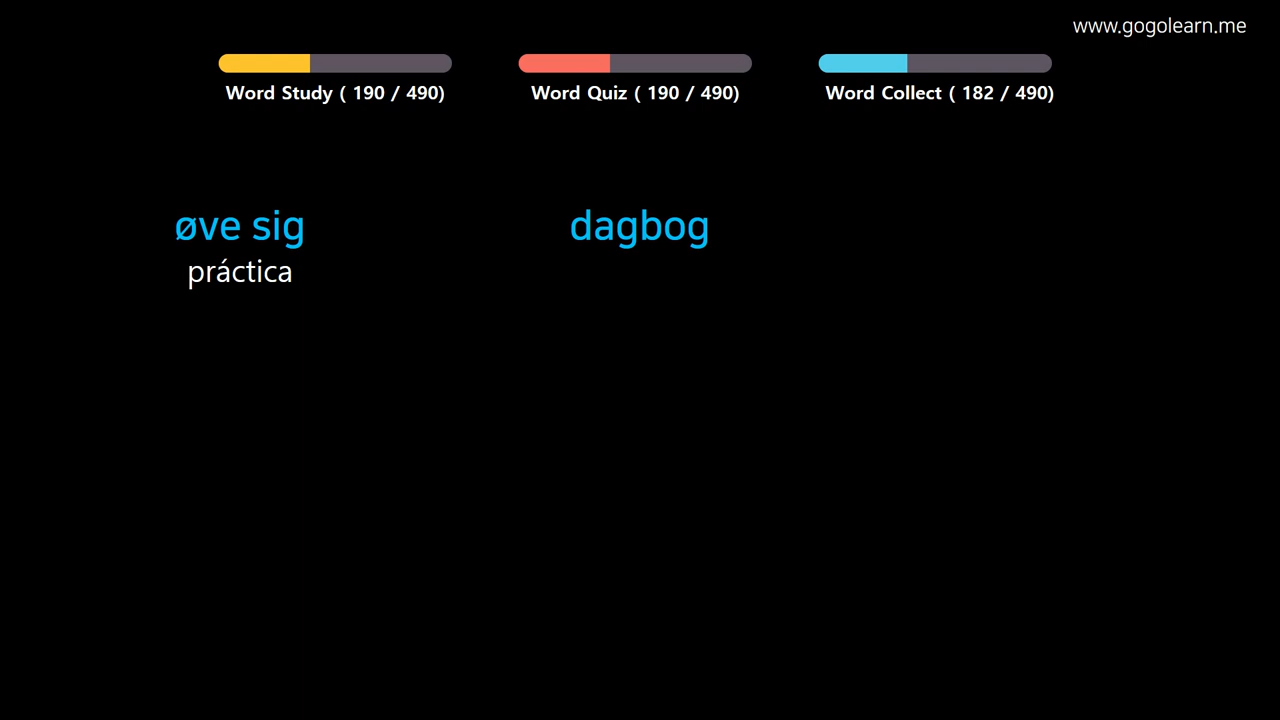 www.gogolearn.me
Word Study ( 190 / 490)
Word Quiz ( 190 / 490)
Word Collect ( 182 / 490)
øve sig
práctica
dagbog